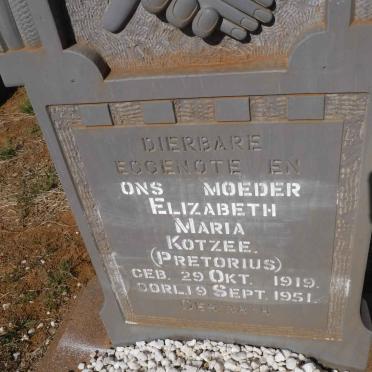 DIERBARE
EGGENOTE EN
ONS MOEDER
ELIZABETH
MARIA
KOTZEE.
(PRETORIUS)
GEB. 29 OKT. 1919.
OORL. 19 SEPT. 1951.